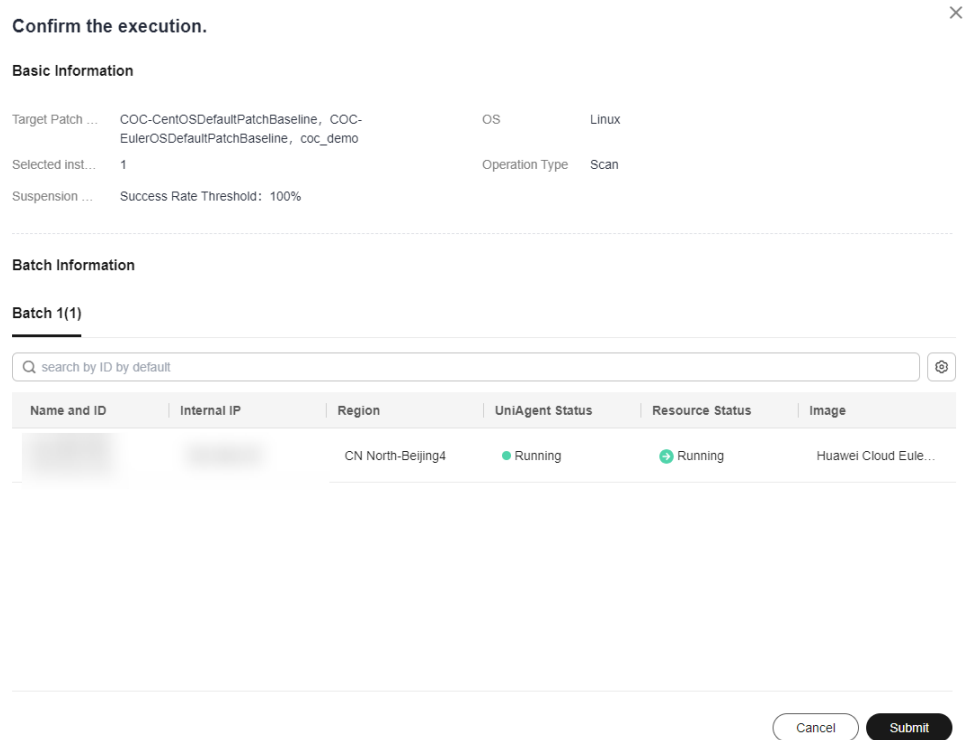 Confirm the execution.
Basic Information
Target Patch ... COC-CentOSDefaultPatchBaseline, COC-
EulerOSDefaultPatchBaseline, coc_demo
OS Linux
Selected inst... 1
Operation Type Scan
Suspension ... Success Rate Threshold: 100%
Batch Information
Batch 1(1)
search by ID by default
Name and ID Internal IP Region UniAgent Status Resource Status Image
CN North-Beijing4 Running Running Huawei Cloud Eule...
Cancel Submit